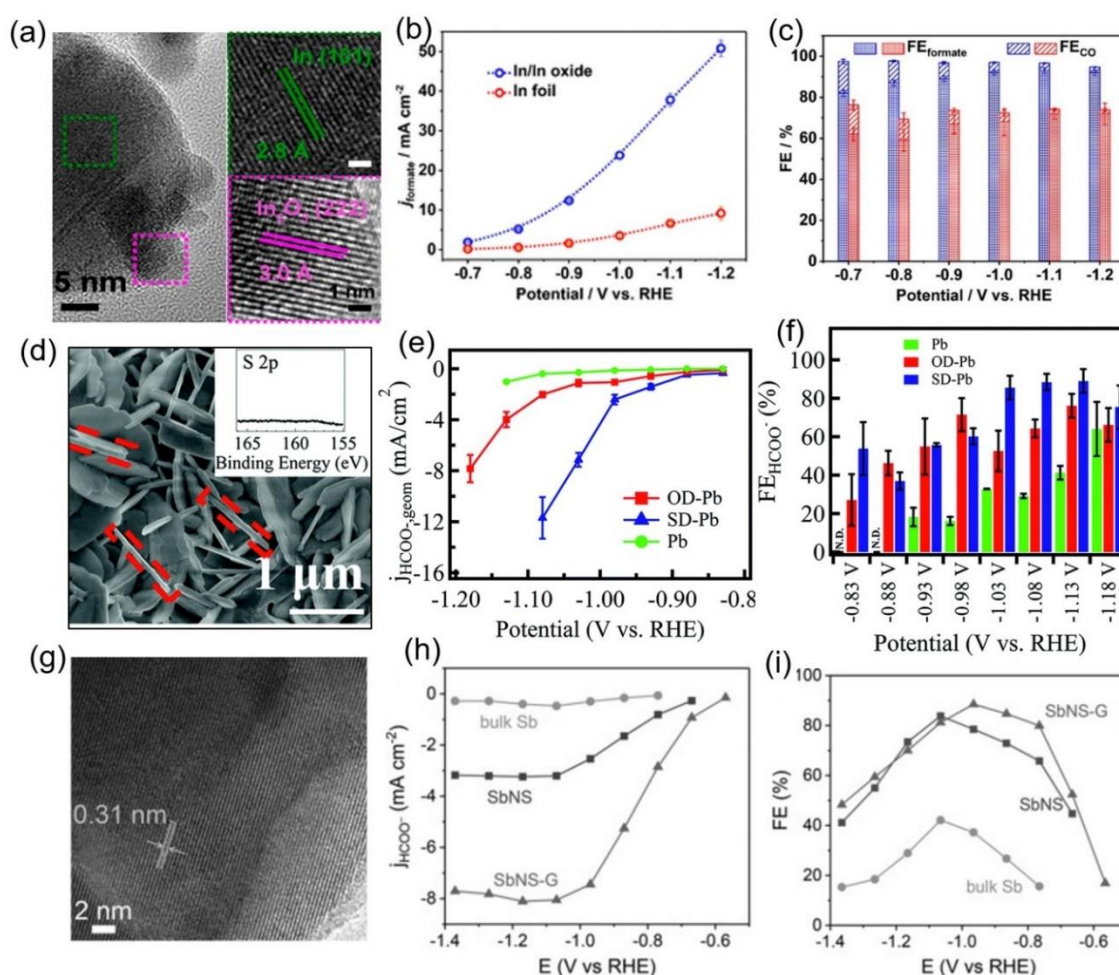 (a)
In (101)
2.8 Å
In₂O₃ (222)
3.0 Å
5 nm
1 nm
(b)
j formate / mA cm⁻²
50
40
30
20
10
0
In/In oxide
In foil
-0.7 -0.8 -0.9 -1.0 -1.1 -1.2
Potential / V vs. RHE
(c)
FE / %
100
80
60
40
20
0
FE formate
FE CO
-0.7 -0.8 -0.9 -1.0 -1.1 -1.2
Potential / V vs. RHE
(d)
S 2p
165 160 155
Binding Energy (eV)
1 μm
(e)
j HCOO-,geom (mA/cm²)
0
-4
-8
-12
-16
OD-Pb
SD-Pb
Pb
-1.20 -1.10 -1.00 -0.90 -0.8
Potential (V vs. RHE)
(f)
FE HCOO⁻ (%)
100
80
60
40
20
0
Pb
OD-Pb
SD-Pb
N.D.
N.D.
-0.83 V
-0.88 V
-0.93 V
-0.98 V
-1.03 V
-1.08 V
-1.13 V
-1.18 V
Potential (V vs. RHE)
(g)
0.31 nm
2 nm
(h)
j HCOO⁻ (mA cm⁻²)
0
-2
-4
-6
-8
bulk Sb
SbNS
SbNS-G
-1.4 -1.2 -1.0 -0.8 -0.6
E (V vs RHE)
(i)
FE (%)
100
80
60
40
20
0
SbNS-G
SbNS
bulk Sb
-1.4 -1.2 -1.0 -0.8 -0.6
E (V vs RHE)